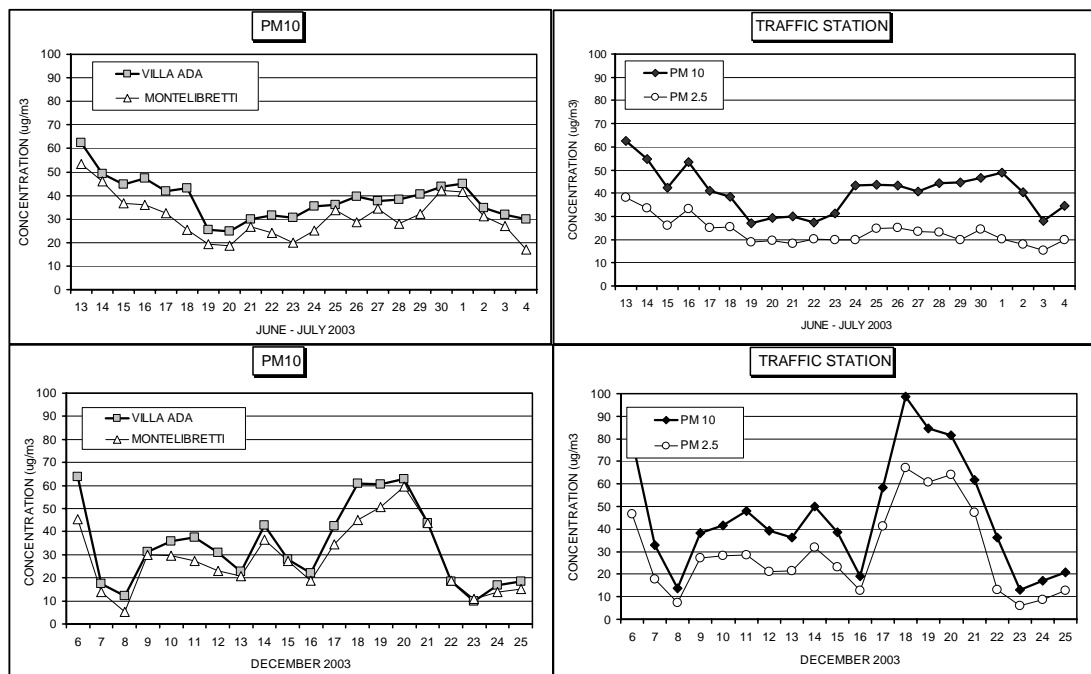 PM10
CONCENTRATION (ug/m3)
100
90
80
70
60
50
40
30
20
10
0
VILLA ADA
MONTELIBRETTI
13 14 15 16 17 18 19 20 21 22 23 24 25 26 27 28 29 30 1 2 3 4
JUNE - JULY 2003
TRAFFIC STATION
CONCENTRATION (ug/m3)
100
90
80
70
60
50
40
30
20
10
0
PM 10
PM 2.5
13 14 15 16 17 18 19 20 21 22 23 24 25 26 27 28 29 30 1 2 3 4
JUNE - JULY 2003
PM10
CONCENTRATION (ug/m3)
100
90
80
70
60
50
40
30
20
10
0
VILLA ADA
MONTELIBRETTI
6 7 8 9 10 11 12 13 14 15 16 17 18 19 20 21 22 23 24 25
DECEMBER 2003
TRAFFIC STATION
CONCENTRATION (ug/m3)
100
90
80
70
60
50
40
30
20
10
0
PM 10
PM 2.5
6 7 8 9 10 11 12 13 14 15 16 17 18 19 20 21 22 23 24 25
DECEMBER 2003